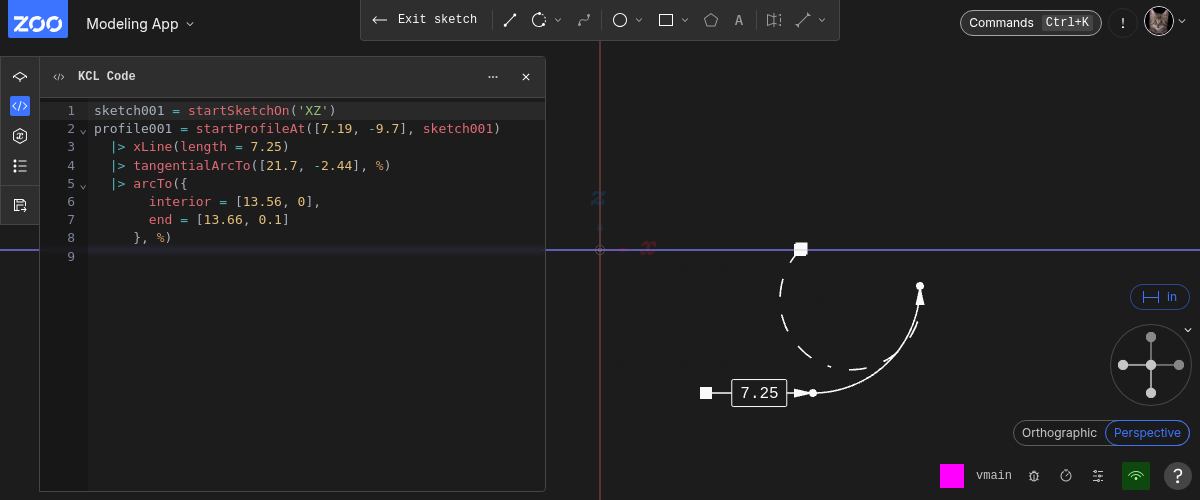 ZOO
Modeling App
Exit sketch
A
Commands Ctrl+K
!
KCL Code
1 sketch001 = startSketchOn('XZ')
2 profile001 = startProfileAt([7.19, -9.7], sketch001)
3 |> xLine(length = 7.25)
4 |> tangentialArcTo([21.7, -2.44], %)
5 |> arcTo({
6 interior = [13.56, 0],
7 end = [13.66, 0.1]
8 }, %)
9
z
x
in
7.25
Orthographic Perspective
vmain
?